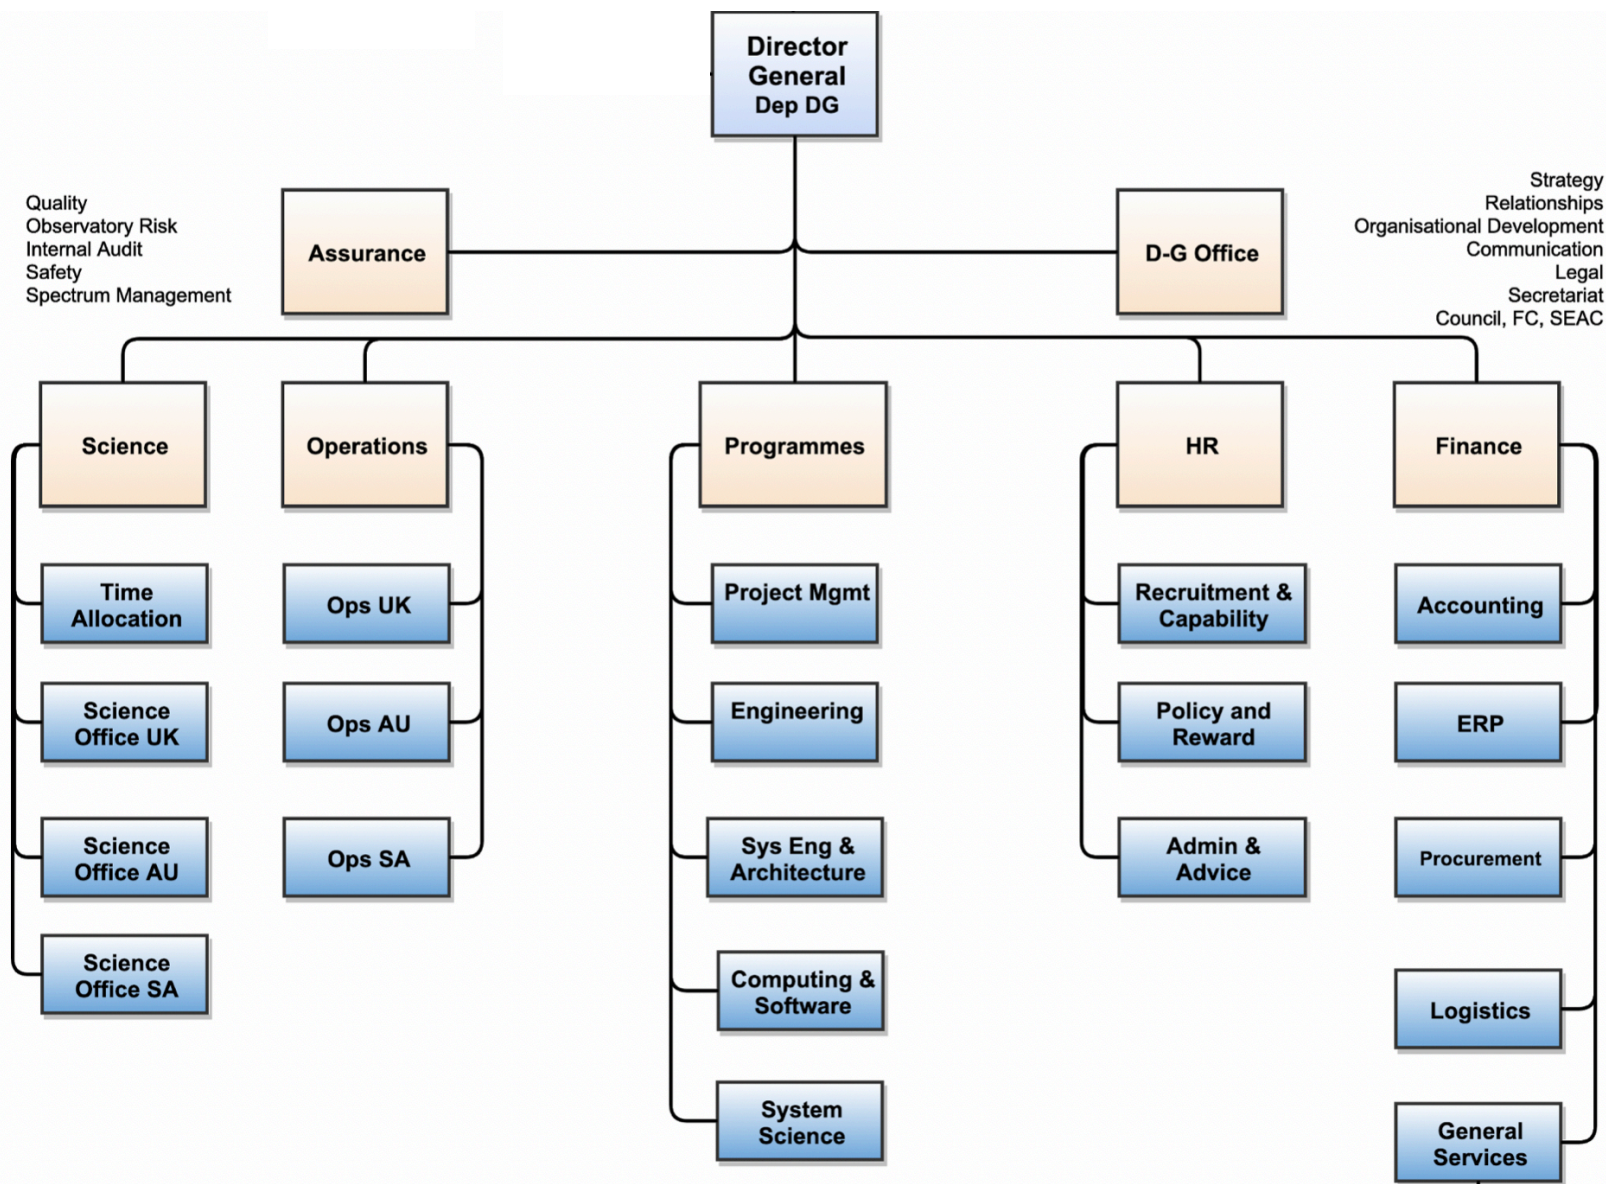 Director
General
Dep DG
Quality
Observatory Risk
Internal Audit
Safety
Spectrum Management
Assurance
D-G Office
Strategy
Relationships
Organisational Development
Communication
Legal
Secretariat
Council, FC, SEAC
Science
Operations
Programmes
HR
Finance
Time
Allocation
Science
Office UK
Science
Office AU
Science
Office SA
Ops UK
Ops AU
Ops SA
Project Mgmt
Engineering
Sys Eng &
Architecture
Computing &
Software
System
Science
Recruitment &
Capability
Policy and
Reward
Admin &
Advice
Accounting
ERP
Procurement
Logistics
General
Services